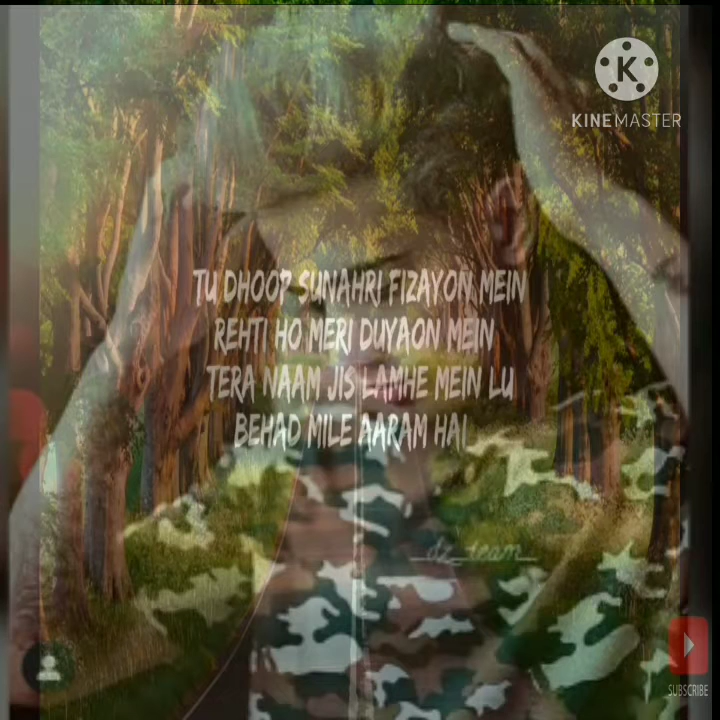 KINEMASTER
TU DHOOP SUNAHRI FIZAYON MEIN
REHTI HO MERI DUYAON MEIN
TERA NAAM JIS LAMHE MEIN LU
BEHAD MILE AARAM HAI
dz_team
SUBSCRIBE